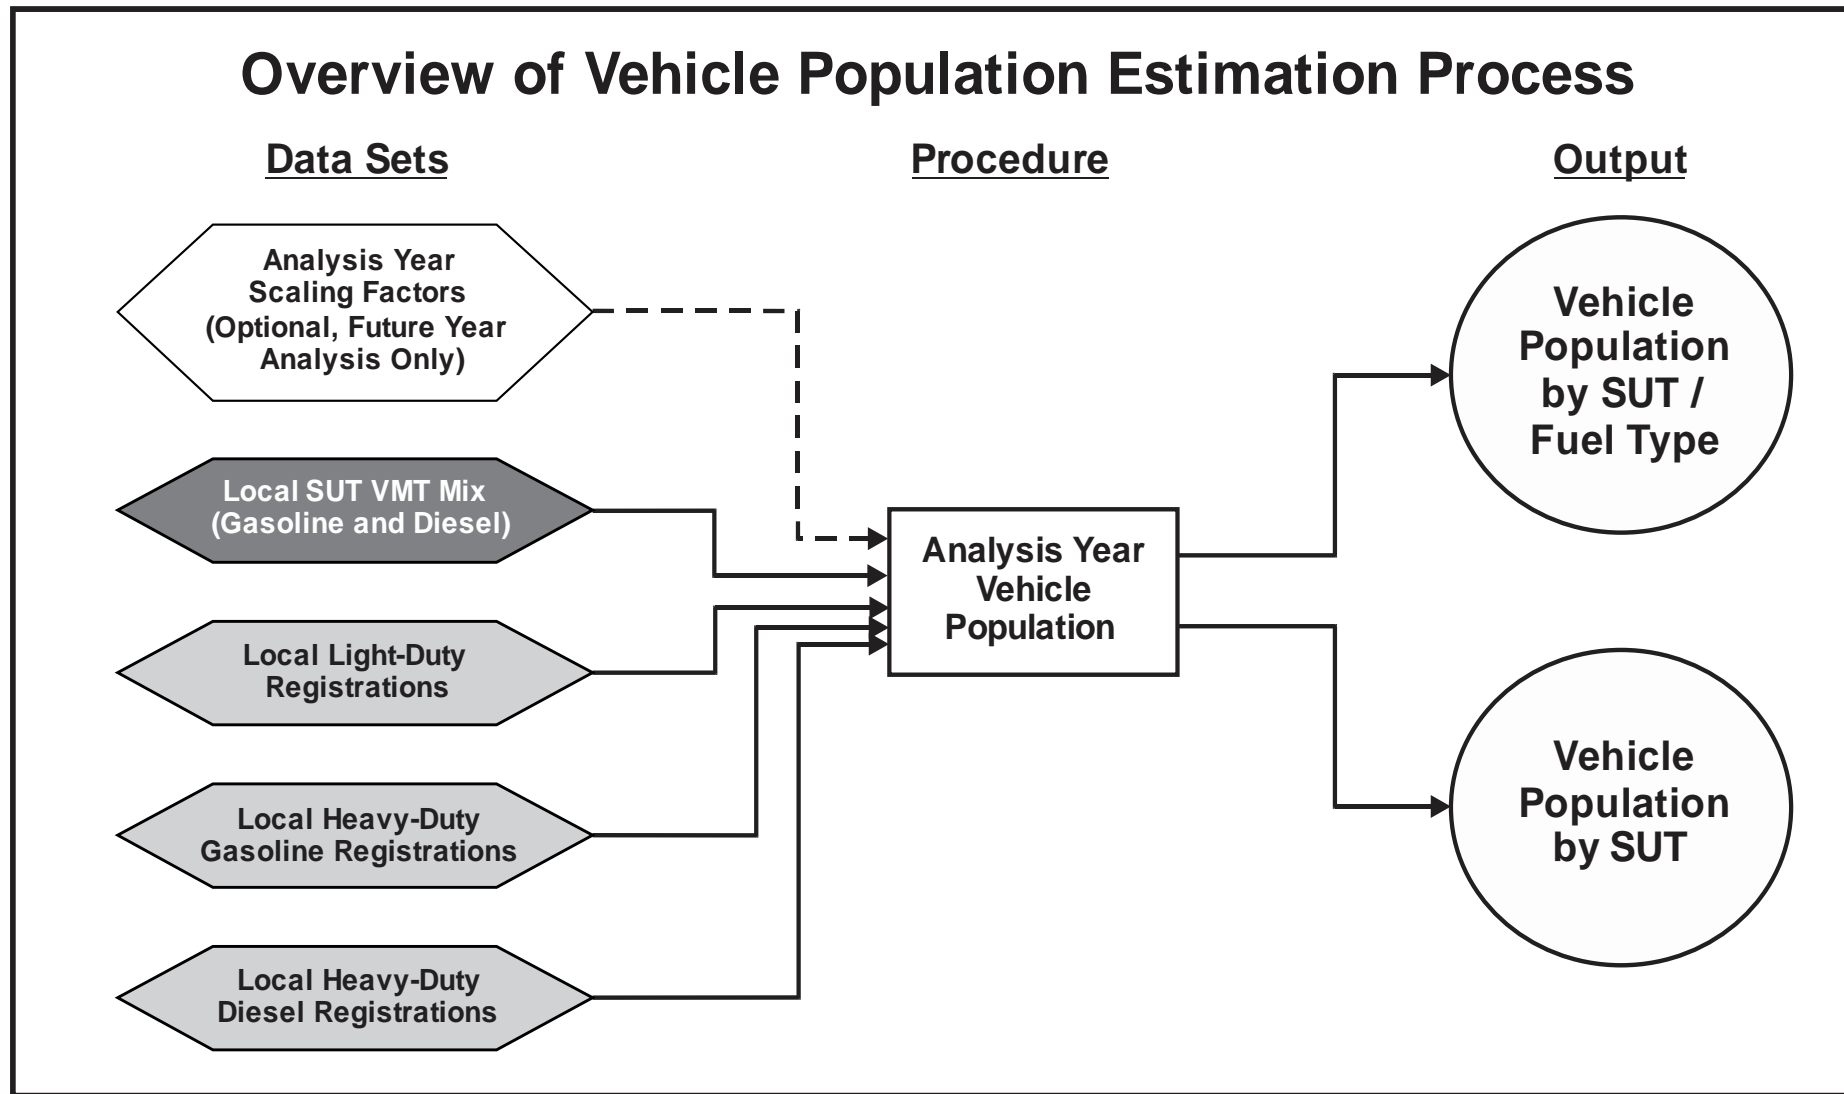 Overview of Vehicle Population Estimation Process
Data Sets
Procedure
Output
Analysis Year
Scaling Factors
(Optional, Future Year
Analysis Only)
Local SUT VMT Mix
(Gasoline and Diesel)
Local Light-Duty
Registrations
Local Heavy-Duty
Gasoline Registrations
Local Heavy-Duty
Diesel Registrations
Analysis Year
Vehicle
Population
Vehicle
Population
by SUT /
Fuel Type
Vehicle
Population
by SUT